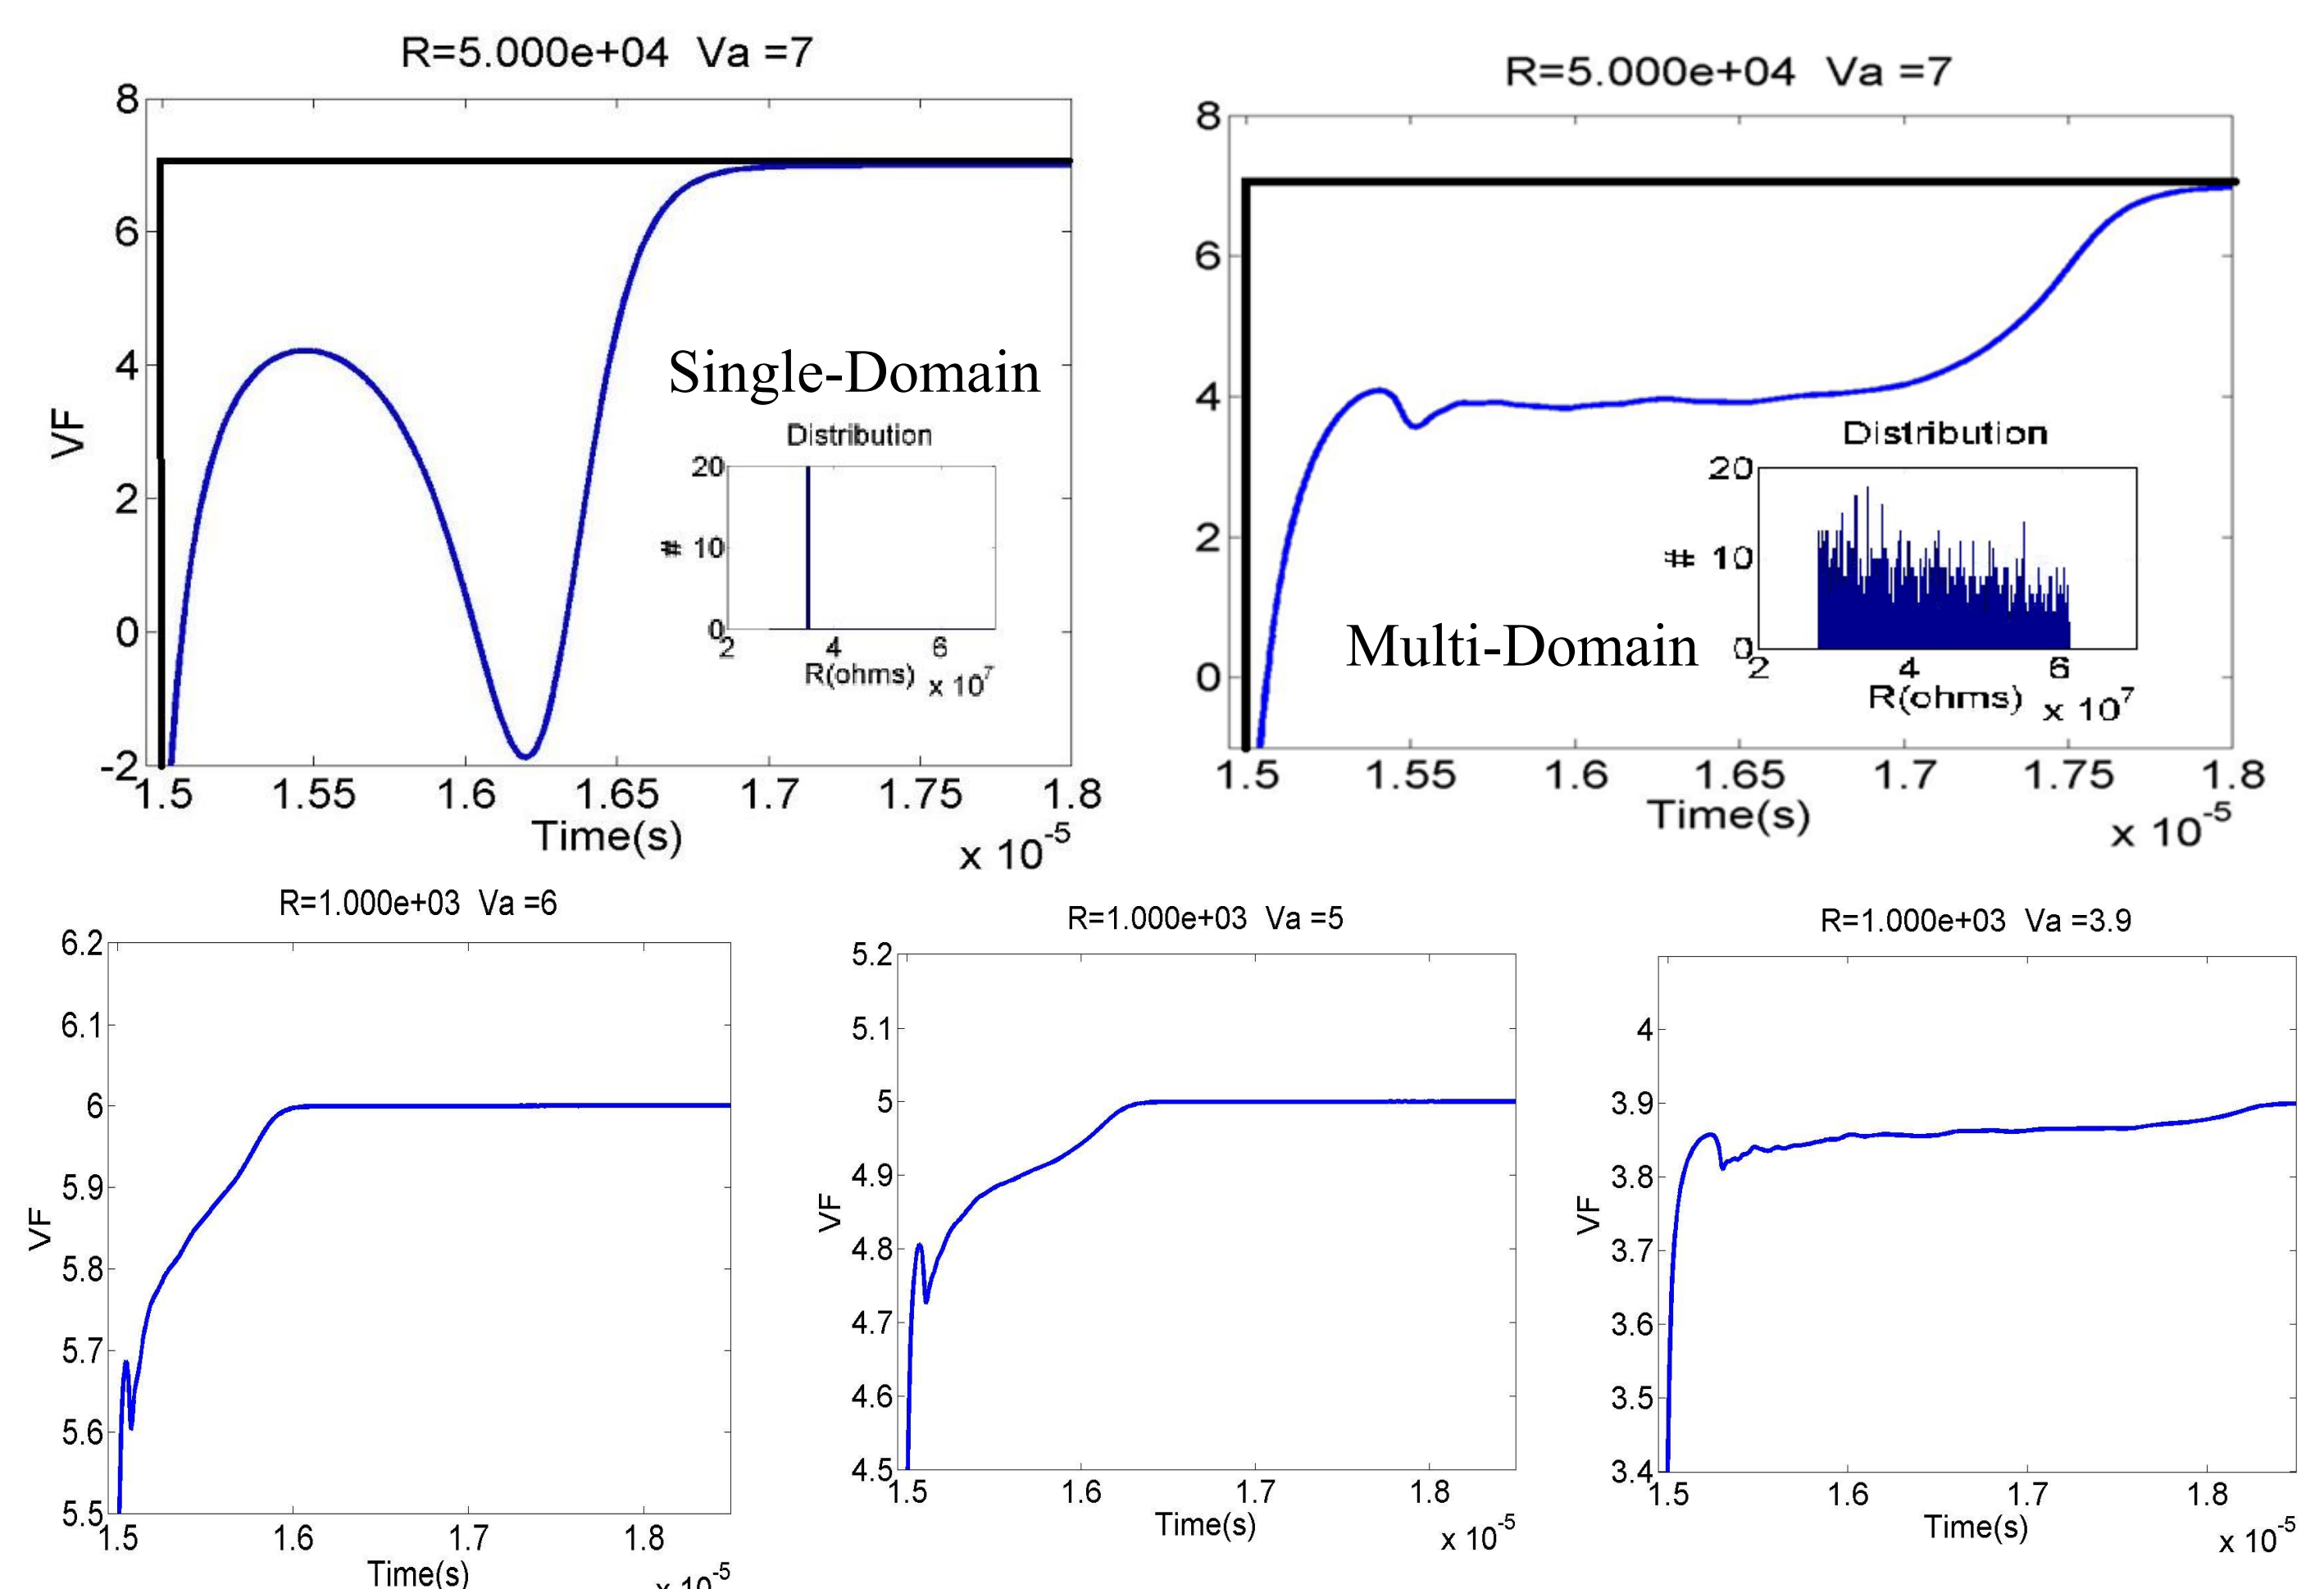 R=5.000e+04 Va =7
8
6
4
2
0
-2
VF
1.5 1.55 1.6 1.65 1.7 1.75 1.8
Time(s)
x 10-5
Single-Domain
Distribution
20
10
0
#
2 4 6
R(ohms)
x 107
R=5.000e+04 Va =7
8
6
4
2
0
1.5 1.55 1.6 1.65 1.7 1.75 1.8
Time(s)
x 10-5
Multi-Domain
Distribution
20
10
0
#
2 4 6
R(ohms)
x 107
R=1.000e+03 Va =6
6.2
6.1
6
5.9
5.8
5.7
5.6
5.5
VF
1.5 1.6 1.7 1.8
Time(s)
x 10-5
R=1.000e+03 Va =5
5.2
5.1
5
4.9
4.8
4.7
4.6
4.5
VF
1.5 1.6 1.7 1.8
Time(s)
x 10-5
R=1.000e+03 Va =3.9
4
3.9
3.8
3.7
3.6
3.5
3.4
VF
1.5 1.6 1.7 1.8
Time(s)
x 10-5